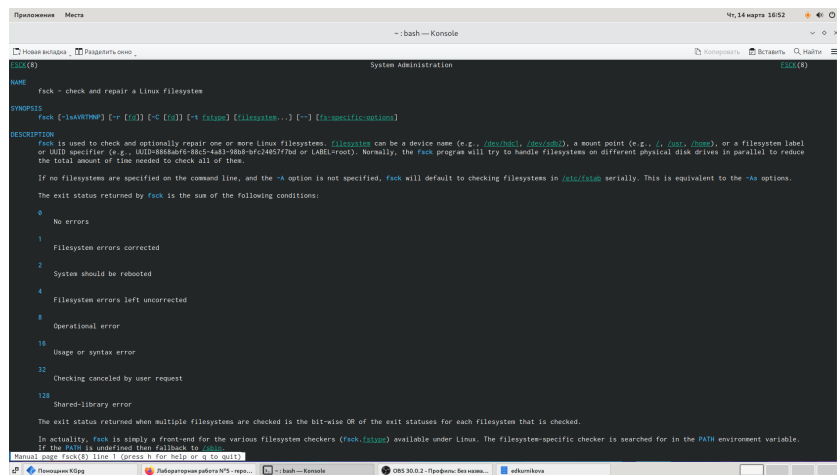 Приложения Места Чт, 14 марта 16:52
~ : bash — Konsole
Новая вкладка Разделить окно Копировать Вставить Найти
FSCK(8) System Administration FSCK(8)
NAME
fsck - check and repair a Linux filesystem
SYNOPSIS
fsck [-lsAVRTMNP] [-r [fd]] [-C [fd]] [-t fstype] [filesystem...] [--] [fs-specific-options]
DESCRIPTION
fsck is used to check and optionally repair one or more Linux filesystems. filesystem can be a device name (e.g., /dev/hdc1, /dev/sdb2), a mount point (e.g., /, /usr, /home), or a filesystem label
or UUID specifier (e.g., UUID=8868abf6-88c5-4a83-98b8-bfc24057f7bd or LABEL=root). Normally, the fsck program will try to handle filesystems on different physical disk drives in parallel to reduce
the total amount of time needed to check all of them.
If no filesystems are specified on the command line, and the -A option is not specified, fsck will default to checking filesystems in /etc/fstab serially. This is equivalent to the -As options.
The exit status returned by fsck is the sum of the following conditions:
0
No errors
1
Filesystem errors corrected
2
System should be rebooted
4
Filesystem errors left uncorrected
8
Operational error
16
Usage or syntax error
32
Checking canceled by user request
128
Shared-library error
The exit status returned when multiple filesystems are checked is the bit-wise OR of the exit statuses for each filesystem that is checked.
In actuality, fsck is simply a front-end for the various filesystem checkers (fsck.fstype) available under Linux. The filesystem-specific checker is searched for in the PATH environment variable.
If the PATH is undefined then fallback to /sbin.
Manual page fsck(8) line 1 (press h for help or q to quit)
Помощник KGpg Лабораторная работа №5 - repo... ~ : bash — Konsole OBS 30.0.2 - Профиль: Без назва... edkurnikova